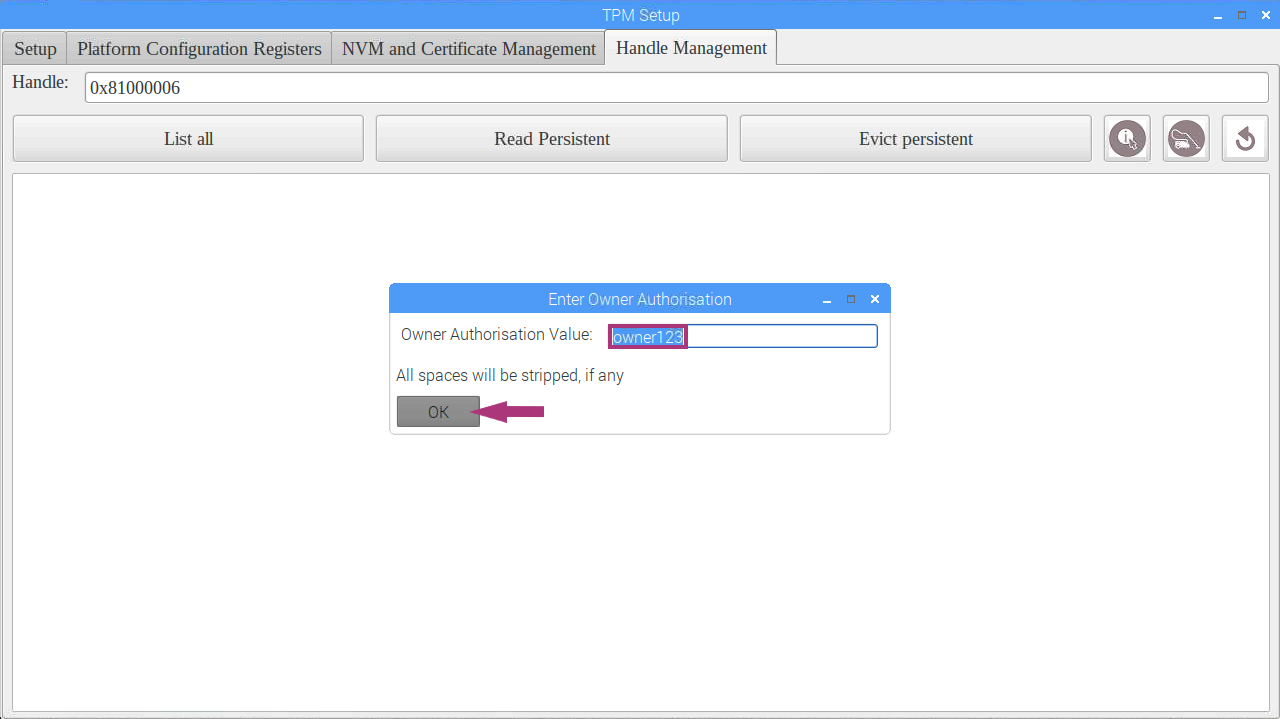 TPM Setup
Setup Platform Configuration Registers NVM and Certificate Management Handle Management
Handle: 0x81000006
List all Read Persistent Evict persistent
Enter Owner Authorisation
Owner Authorisation Value: owner123
All spaces will be stripped, if any
OK